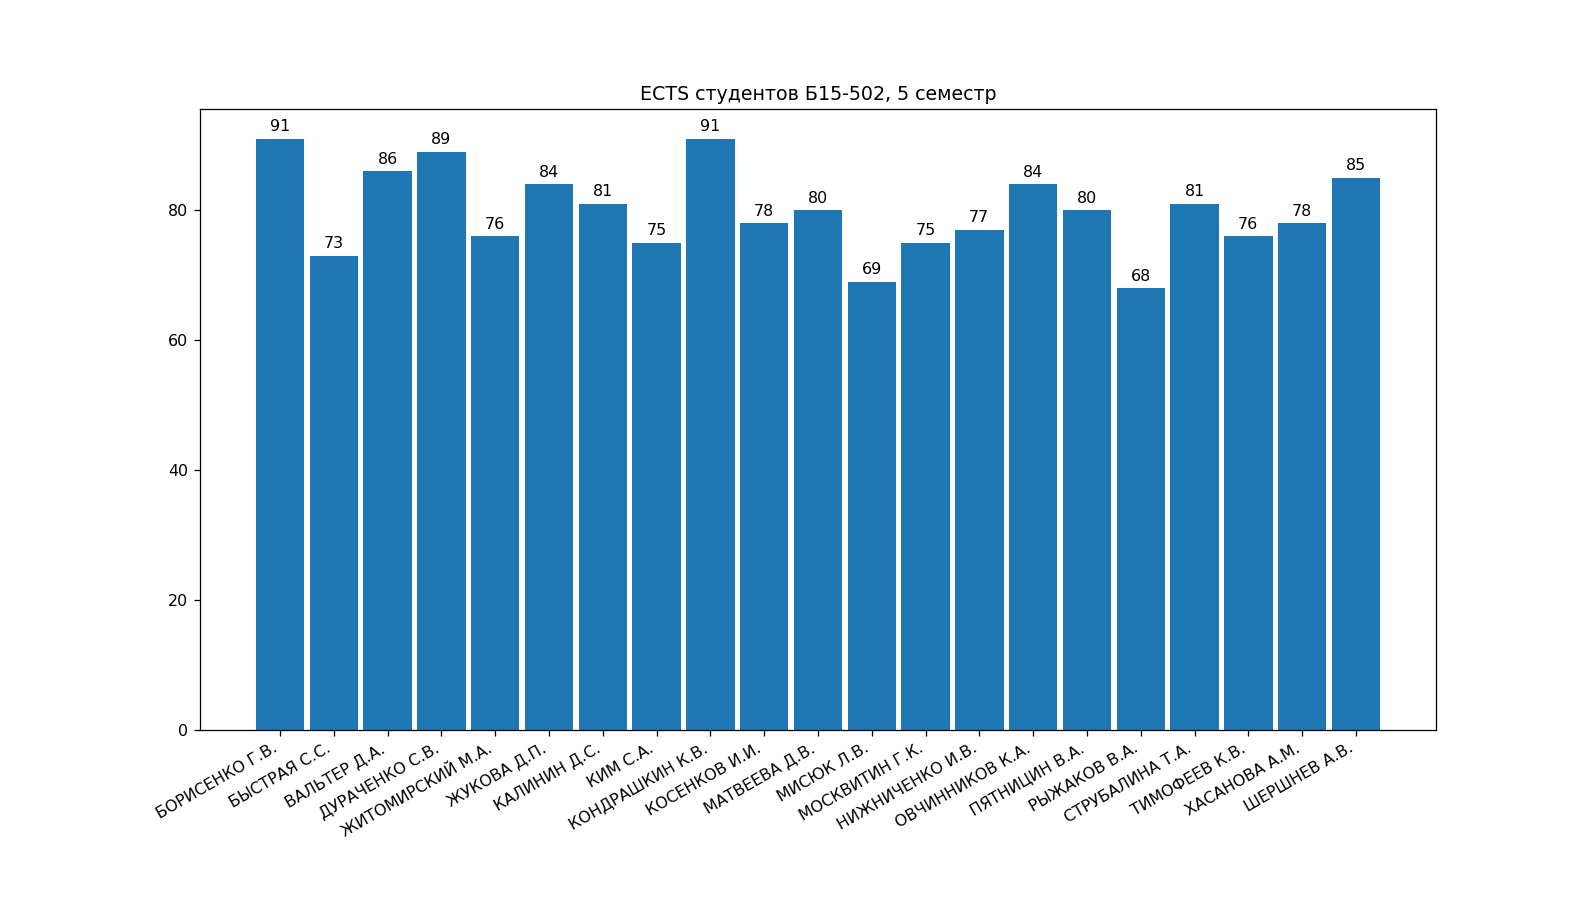 ECTS студентов Б15-502, 5 семестр
91
73
86
89
76
84
81
75
91
78
80
69
75
77
84
80
68
81
76
78
85
80
60
40
20
0
БОРИСЕНКО Г.В.
БЫСТРАЯ С.С.
ВАЛЬТЕР Д.А.
ДУРАЧЕНКО С.В.
ЖИТОМИРСКИЙ М.А.
ЖУКОВА Д.П.
КАЛИНИН Д.С.
КИМ С.А.
КОНДРАШКИН К.В.
КОСЕНКОВ И.И.
МАТВЕЕВА Д.В.
МИСЮК Л.В.
МОСКВИТИН Г.К.
НИЖНИЧЕНКО И.В.
ОВЧИННИКОВ К.А.
ПЯТНИЦИН В.А.
РЫЖАКОВ В.А.
СТРУБАЛИНА Т.А.
ТИМОФЕЕВ К.В.
ХАСАНОВА А.М.
ШЕРШНЕВ А.В.